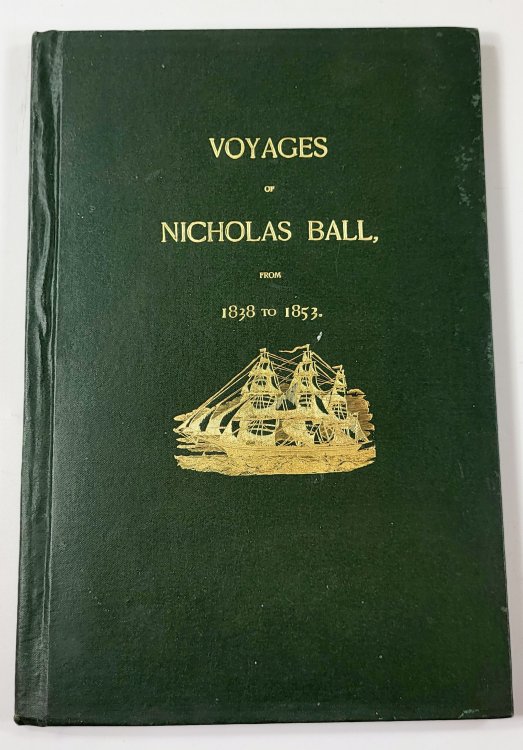 VOYAGES
OF
NICHOLAS BALL,
FROM
1838 TO 1853.